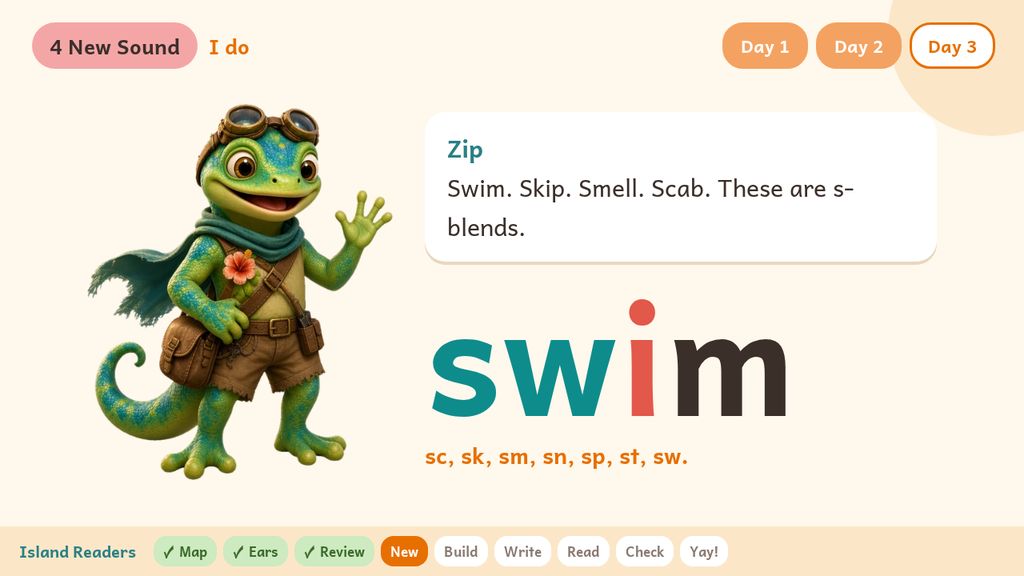 4 New Sound I do Day 1 Day 2 Day 3
Zip
Swim. Skip. Smell. Scab. These are s-
blends.
swim
sc, sk, sm, sn, sp, st, sw.
Island Readers ✓ Map ✓ Ears ✓ Review New Build Write Read Check Yay!